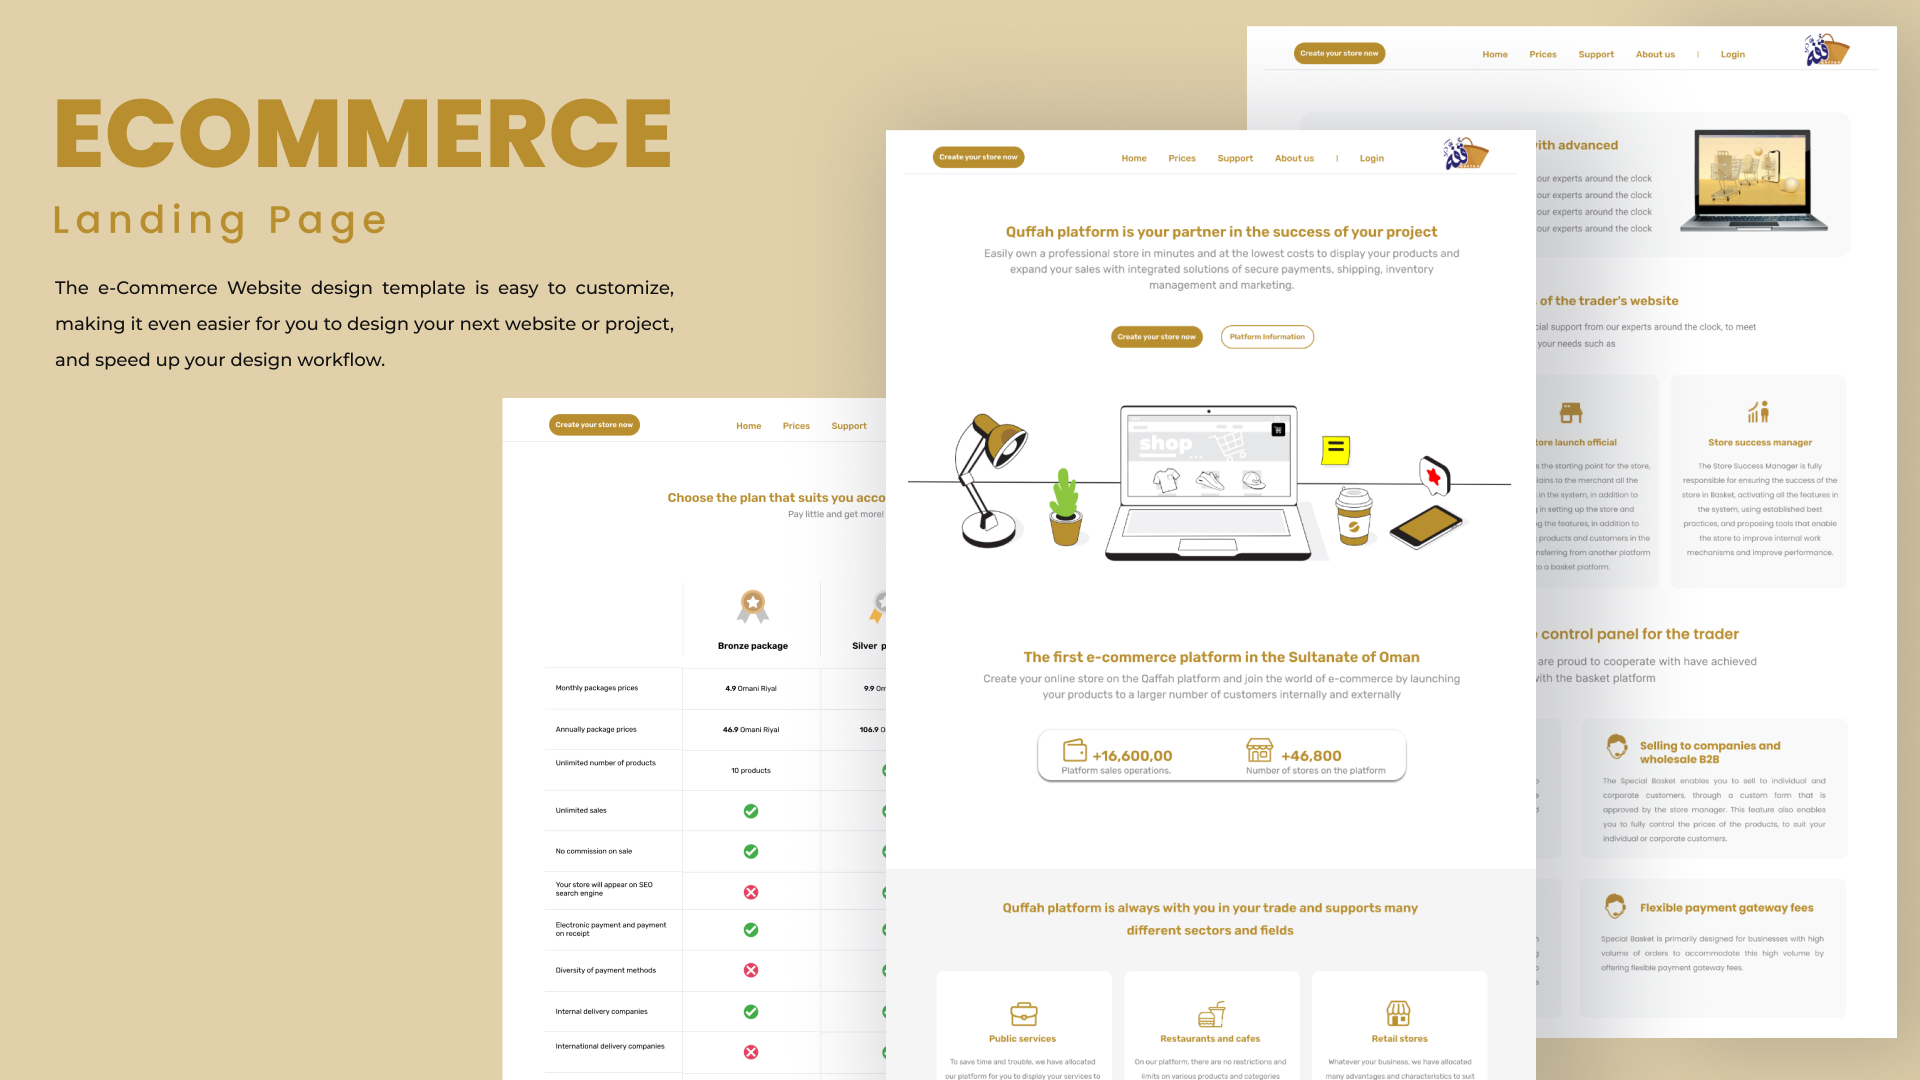 ECOMMERCE
Landing Page
The e-Commerce Website design template is easy to customize,
making it even easier for you to design your next website or project,
and speed up your design workflow.
Create your store now
Home Prices Support
Choose the plan that suits you acco
Pay little and get more!
Bronze package
Silver p
Monthly packages prices 4.9 Omani Riyal 9.9 Om
Annually package prices 46.9 Omani Riyal 106.9 O
Unlimited number of products 10 products
Unlimited sales
No commission on sale
Your store will appear on SEO
search engine
Electronic payment and payment
on receipt
Diversity of payment methods
Internal delivery companies
International delivery companies
Create your store now
Home Prices Support About us | Login
Quffah platform is your partner in the success of your project
Easily own a professional store in minutes and at the lowest costs to display your products and
expand your sales with integrated solutions of secure payments, shipping, inventory
management and marketing.
Create your store now
Platform Information
shop
The first e-commerce platform in the Sultanate of Oman
Create your online store on the Qaffah platform and join the world of e-commerce by launching
your products to a larger number of customers internally and externally
+16,600,00
Platform sales operations.
+46,800
Number of stores on the platform
Quffah platform is always with you in your trade and supports many
different sectors and fields
Public services
To save time and trouble, we have allocated
our platform for you to display your services to
Restaurants and cafes
On our platform, there are no restrictions and
limits on various products and categories
Retail stores
Whatever your business, we have allocated
many advantages and characteristics to suit
Create your store now
Home Prices Support About us | Login
ith advanced
our experts around the clock
our experts around the clock
our experts around the clock
our experts around the clock
of the trader's website
cial support from our experts around the clock, to meet
your needs such as
tore launch official
s the starting point for the store,
lains to the merchant all the
in the system, in addition to
g in setting up the store and
ng the features, in addition to
products and customers in the
nsferring from another platform
o a basket platform.
Store success manager
The Store Success Manager is fully
responsible for ensuring the success of the
store in Basket, activating all the features in
the system, using established best
practices, and proposing tools that enable
the store to improve internal work
mechanisms and improve performance.
control panel for the trader
are proud to cooperate with have achieved
with the basket platform
Selling to companies and
wholesale B2B
The Special Basket enables you to sell to individual and
corporate customers, through a custom form that is
approved by the store manager. This feature also enables
you to fully control the prices of the products, to suit your
individual or corporate customers.
Flexible payment gateway fees
Special Basket is primarily designed for businesses with high
volume of orders to accommodate this high volume by
offering flexible payment gateway fees.